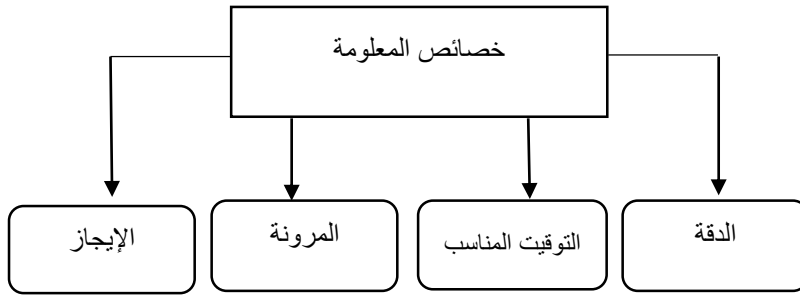 خصائص المعلومة
الدقة
التوقيت المناسب
المرونة
الإيجاز